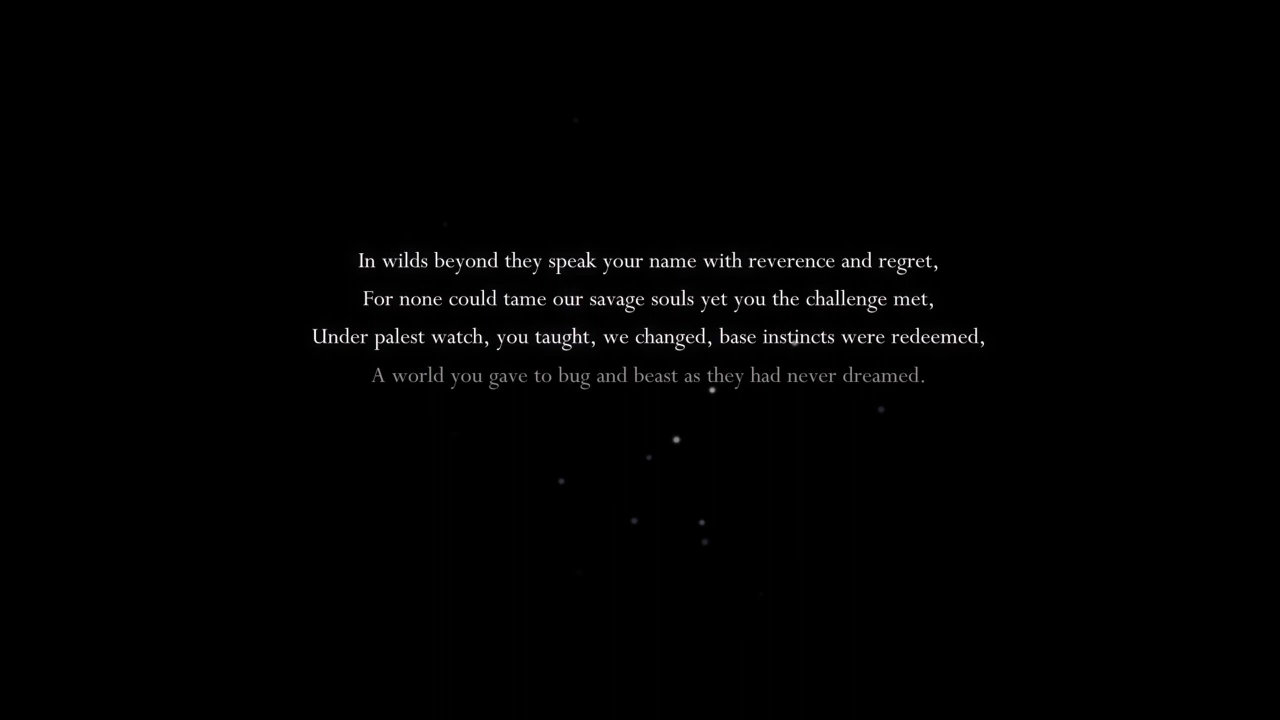 In wilds beyond they speak your name with reverence and regret,
For none could tame our savage souls yet you the challenge met,
Under palest watch, you taught, we changed, base instincts were redeemed,
A world you gave to bug and beast as they had never dreamed.